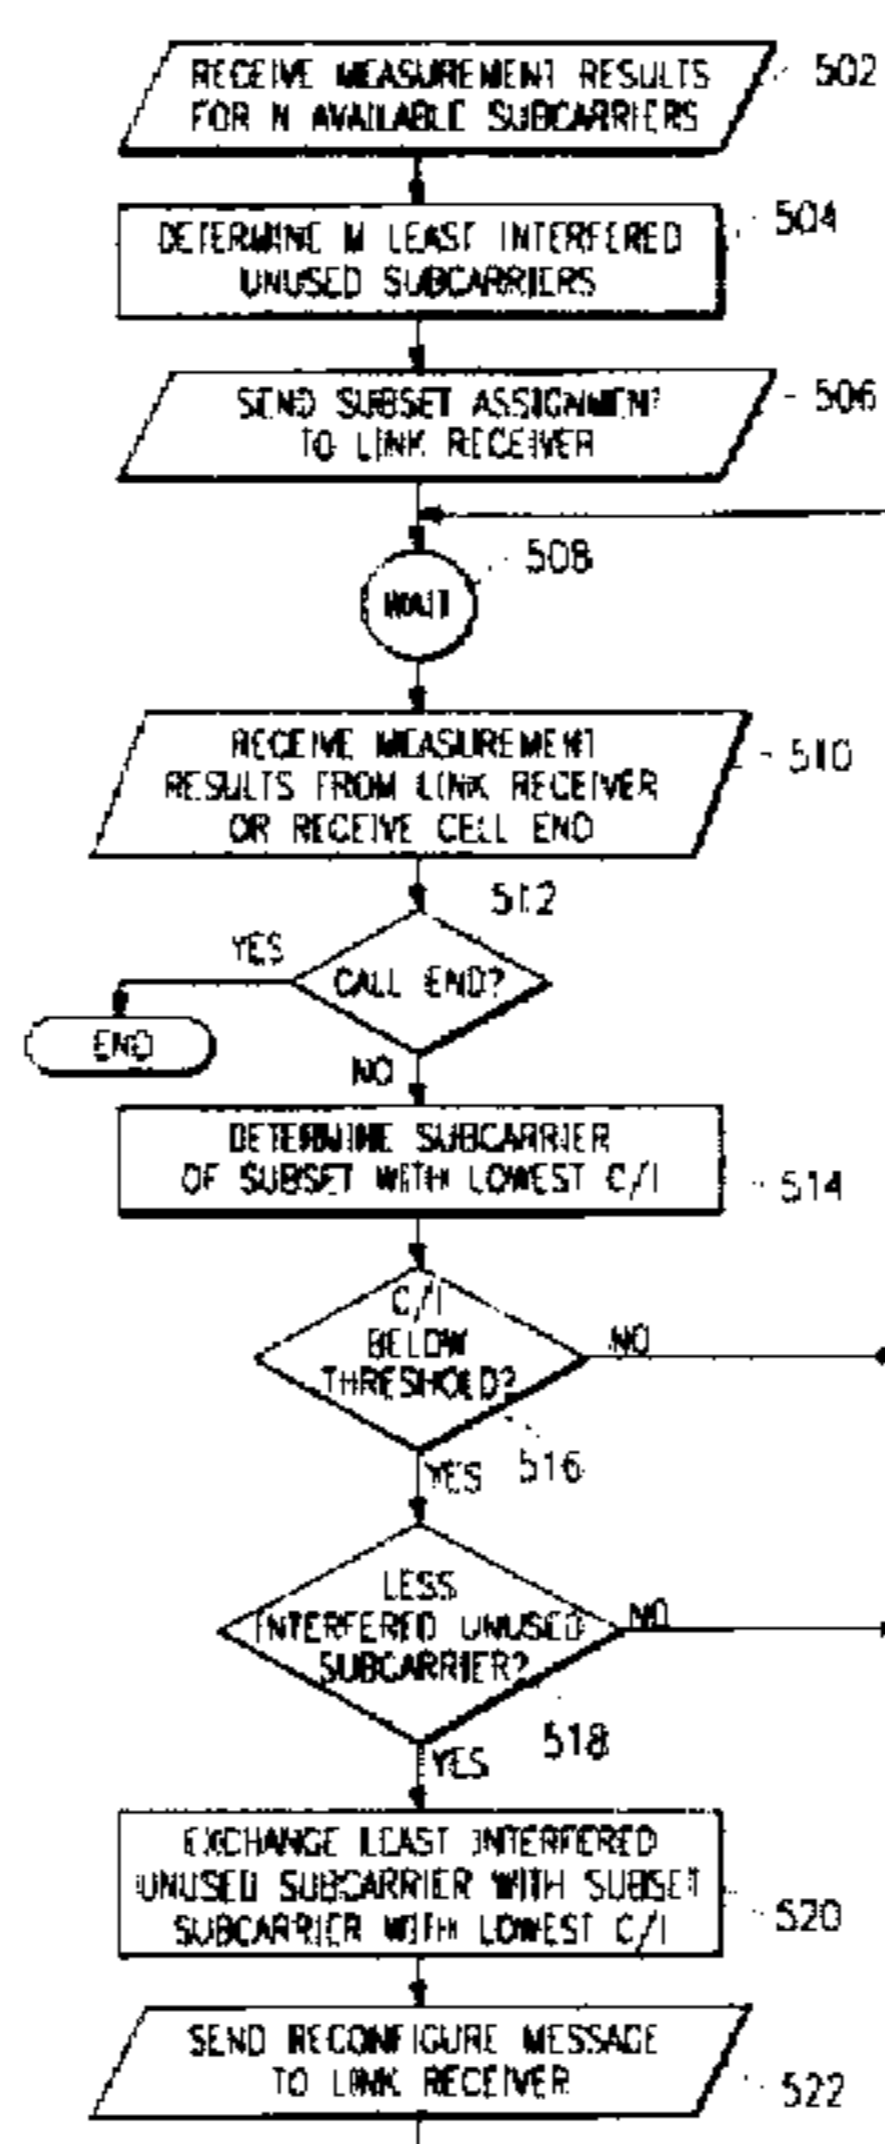 RECEIVE MEASUREMENT RESULTS
FOR N AVAILABLE SUBCARRIERS
502
DETERMINE M LEAST INTERFERED
UNUSED SUBCARRIERS
504
SEND SUBSET ASSIGNMENT
TO LINK RECEIVER
506
WAIT
508
RECEIVE MEASUREMENT
RESULTS FROM LINK RECEIVER
OR RECEIVE CELL END
510
512
CALL END?
YES
END
NO
DETERMINE SUBCARRIER
OF SUBSET WITH LOWEST C/I
514
C/I
BELOW
THRESHOLD?
NO
516
YES
LESS
INTERFERED UNUSED
SUBCARRIER?
NO
518
YES
EXCHANGE LEAST INTERFERED
UNUSED SUBCARRIER WITH SUBSET
SUBCARRIER WITH LOWEST C/I
520
SEND RECONFIGURE MESSAGE
TO LINK RECEIVER
522